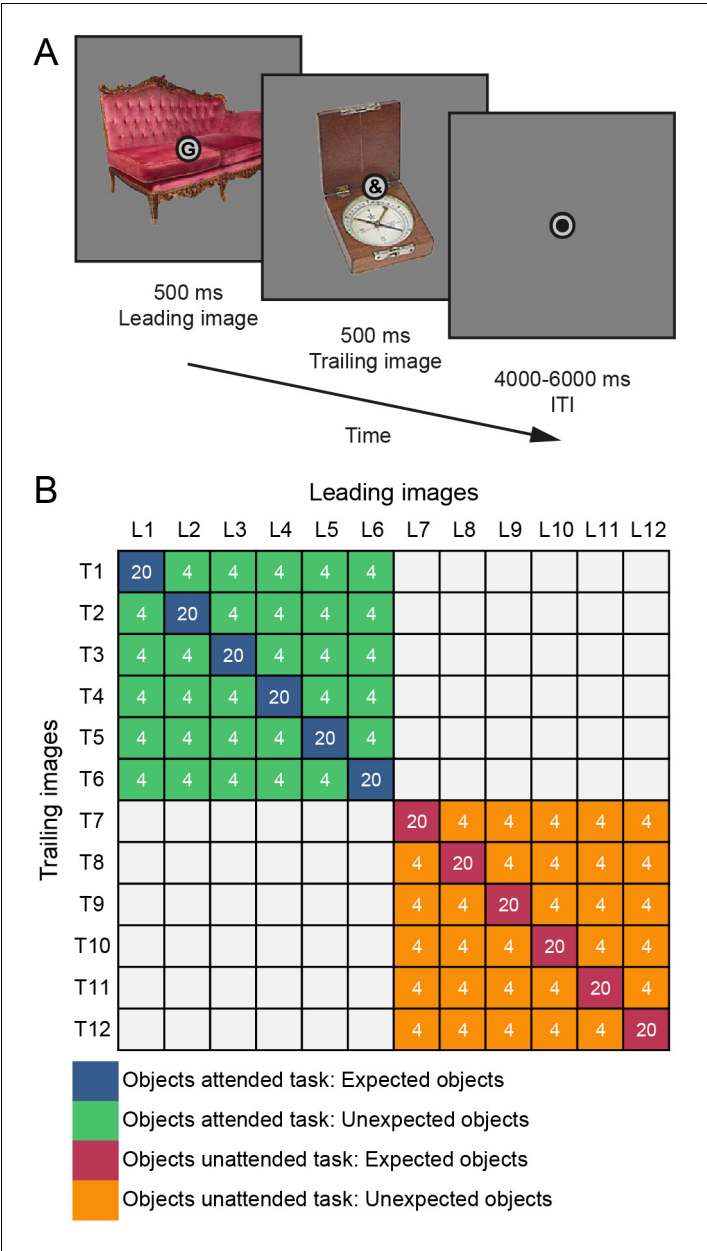 A
G
&
500 ms
Leading image
500 ms
Trailing image
4000-6000 ms
ITI
Time
B
Leading images
L1 L2 L3 L4 L5 L6 L7 L8 L9 L10 L11 L12
Trailing images
T1 20 4 4 4 4 4
T2 4 20 4 4 4 4
T3 4 4 20 4 4 4
T4 4 4 4 20 4 4
T5 4 4 4 4 20 4
T6 4 4 4 4 4 20
T7 20 4 4 4 4 4
T8 4 20 4 4 4 4
T9 4 4 20 4 4 4
T10 4 4 4 20 4 4
T11 4 4 4 4 20 4
T12 4 4 4 4 4 20
Objects attended task: Expected objects
Objects attended task: Unexpected objects
Objects unattended task: Expected objects
Objects unattended task: Unexpected objects